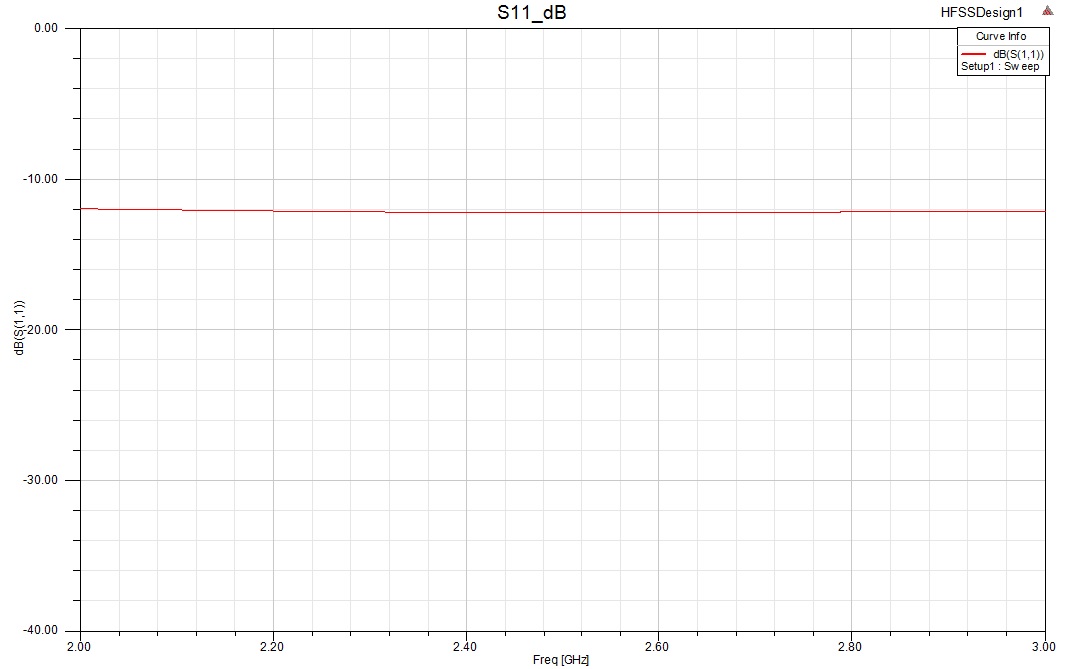 S11_dB
HFSSDesign1
Curve Info
dB(S(1,1))
Setup1 : Sweep
0.00
-10.00
-20.00
-30.00
-40.00
dB(S(1,1))
2.00 2.20 2.40 2.60 2.80 3.00
Freq [GHz]